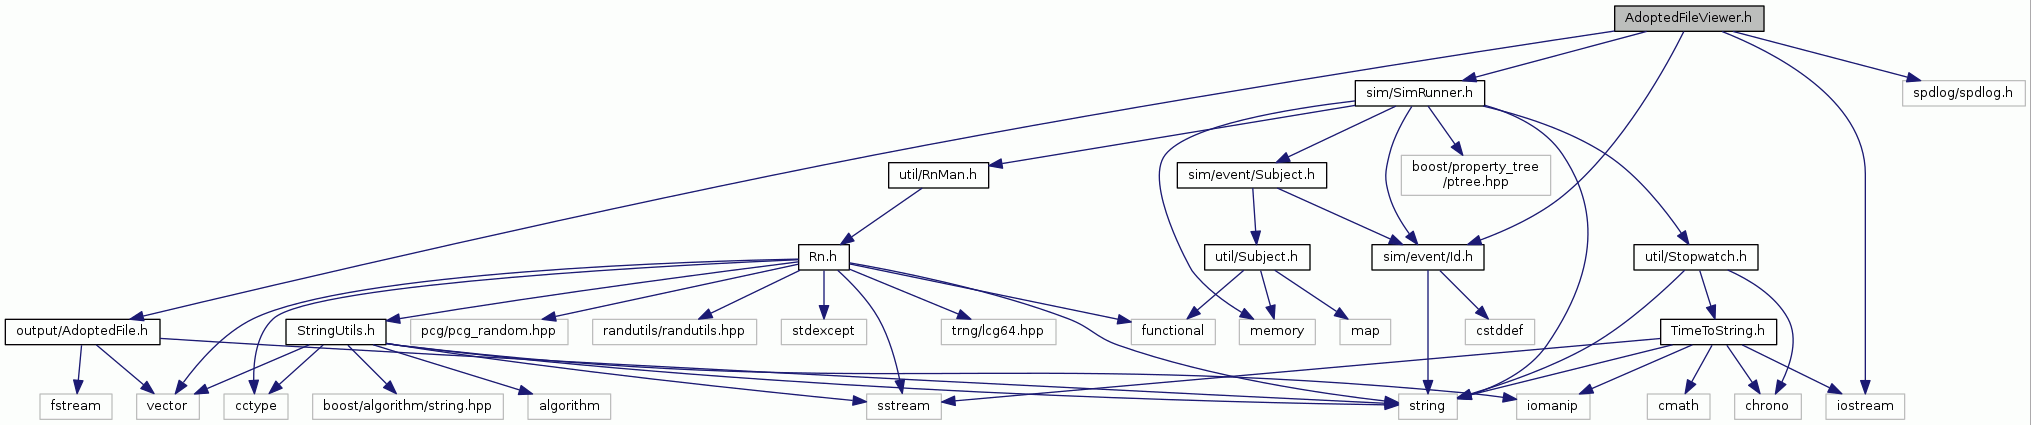 AdoptedFileViewer.h
sim/SimRunner.h
spdlog/spdlog.h
util/RnMan.h
sim/event/Subject.h
boost/property_tree
/ptree.hpp
Rn.h
util/Subject.h
sim/event/Id.h
util/Stopwatch.h
output/AdoptedFile.h
StringUtils.h
pcg/pcg_random.hpp
randutils/randutils.hpp
stdexcept
trng/lcg64.hpp
functional
memory
map
cstddef
TimeToString.h
fstream
vector
cctype
boost/algorithm/string.hpp
algorithm
sstream
string
iomanip
cmath
chrono
iostream